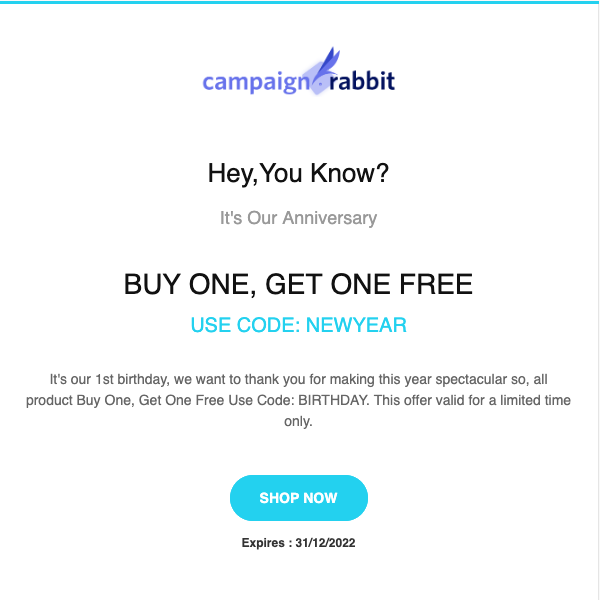 campaign rabbit
Hey,You Know?
It's Our Anniversary
BUY ONE, GET ONE FREE
USE CODE: NEWYEAR
It's our 1st birthday, we want to thank you for making this year spectacular so, all
product Buy One, Get One Free Use Code: BIRTHDAY. This offer valid for a limited time
only.
SHOP NOW
Expires : 31/12/2022